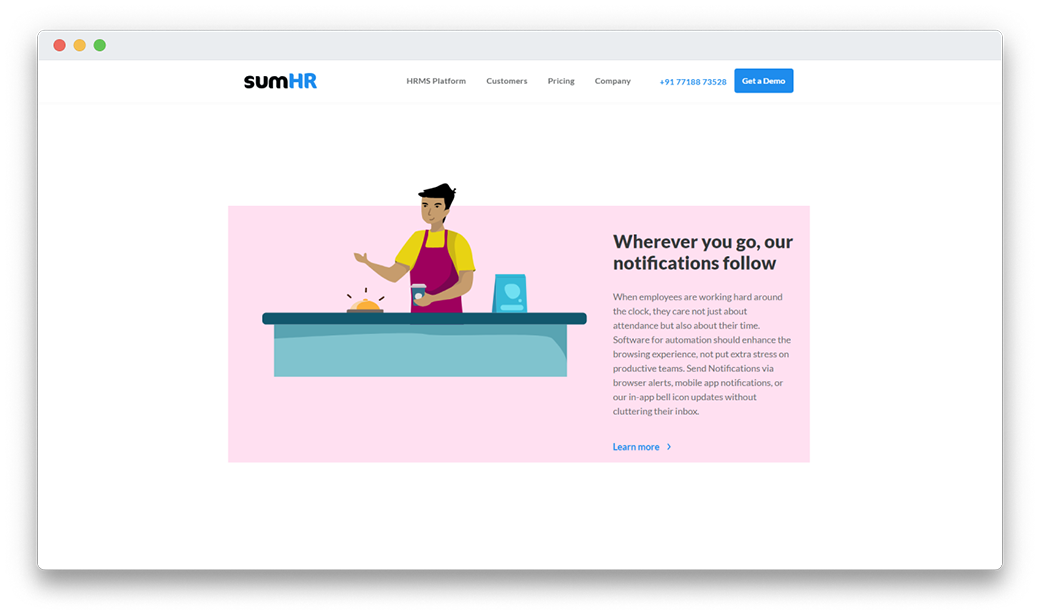 sumHR
HRMS Platform
Customers
Pricing
Company
+91 77188 73528
Get a Demo
Wherever you go, our
notifications follow
When employees are working hard around
the clock, they care not just about
attendance but also about their time.
Software for automation should enhance the
browsing experience, not put extra stress on
productive teams. Send Notifications via
browser alerts, mobile app notifications, or
our in-app bell icon updates without
cluttering their inbox.
Learn more